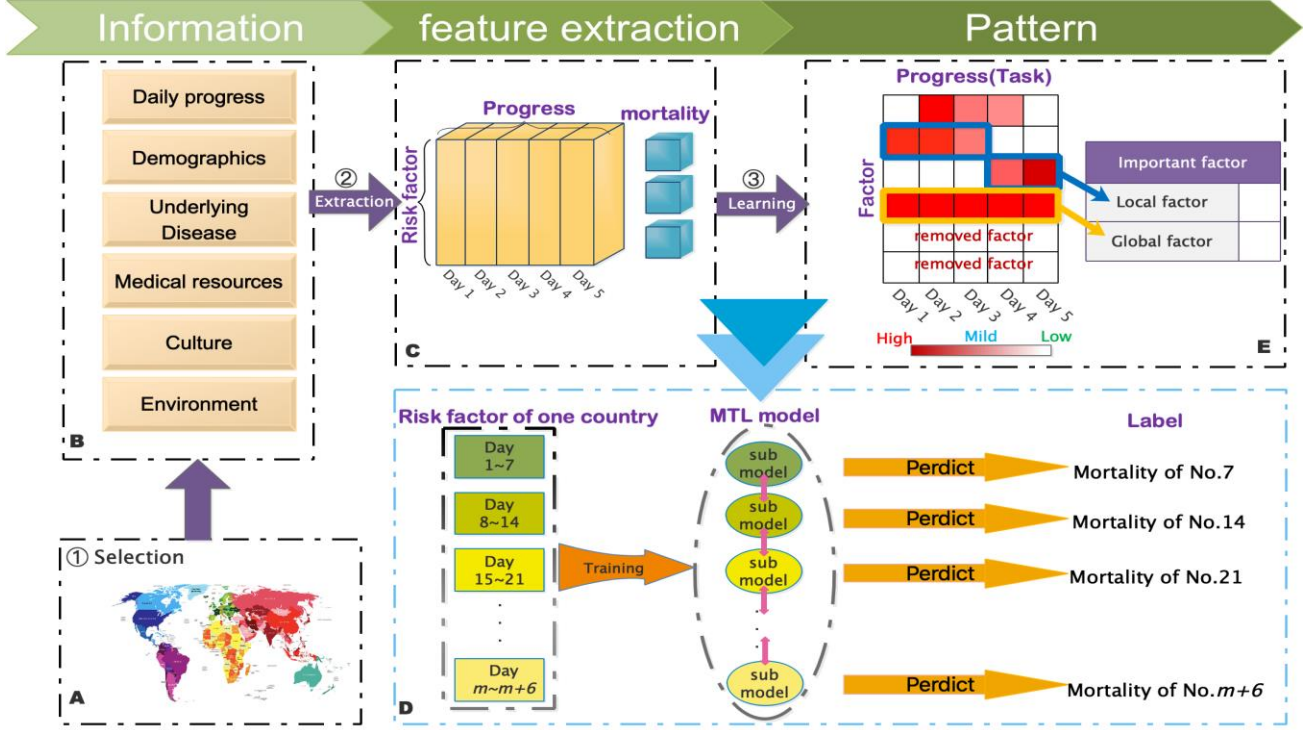 Information
feature extraction
Pattern
Daily progress
Demographics
Underlying
Disease
Medical resources
Culture
Environment
B
②
Extraction
Progress
mortality
Risk factor
Day 1
Day 2
Day 3
Day 4
Day 5
C
③
Learning
Progress(Task)
Factor
removed factor
removed factor
Day 1
Day 2
Day 3
Day 4
Day 5
High
Mild
Low
Important factor
Local factor
Global factor
E
① Selection
A
Risk factor of one country
MTL model
Label
Day
1~7
Day
8~14
Day
15~21
Day
m~m+6
Training
sub
model
sub
model
sub
model
sub
model
Perdict
Mortality of No.7
Perdict
Mortality of No.14
Perdict
Mortality of No.21
Perdict
Mortality of No.m+6
D